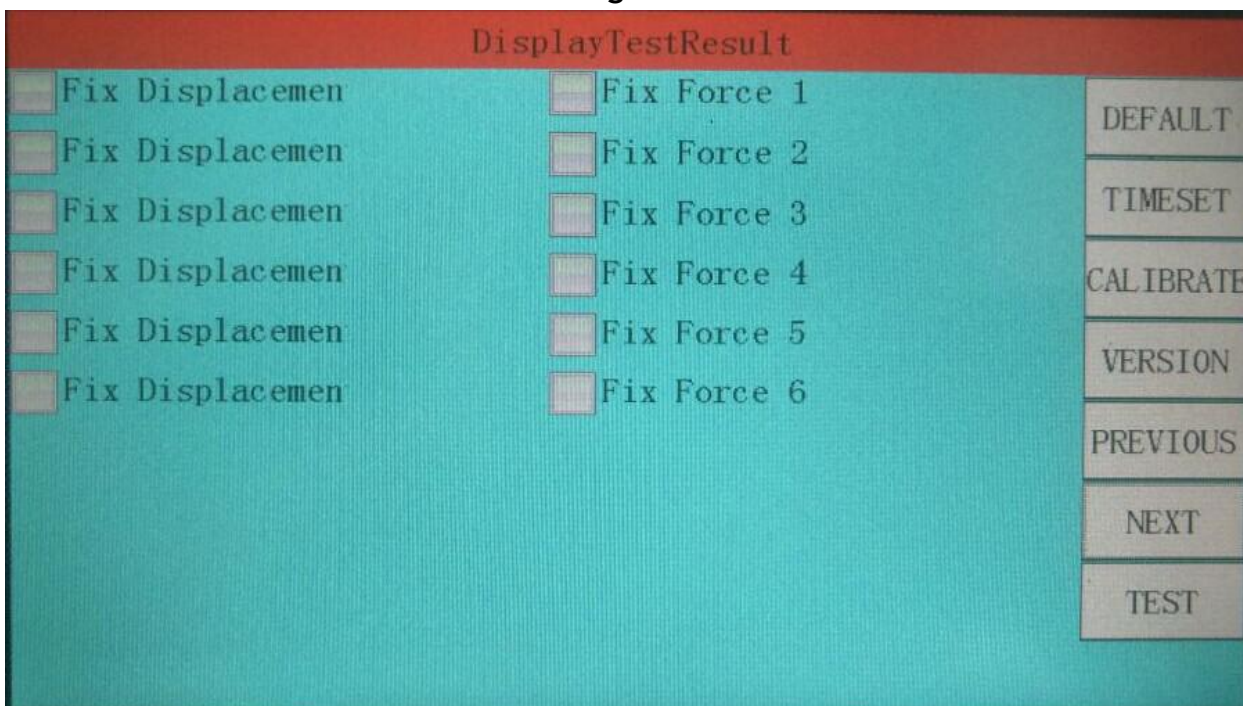 DisplayTestResult
Fix Displacemen
Fix Force 1
Fix Displacemen
Fix Force 2
Fix Displacemen
Fix Force 3
Fix Displacemen
Fix Force 4
Fix Displacemen
Fix Force 5
Fix Displacemen
Fix Force 6
DEFAULT
TIMESET
CALIBRATE
VERSION
PREVIOUS
NEXT
TEST